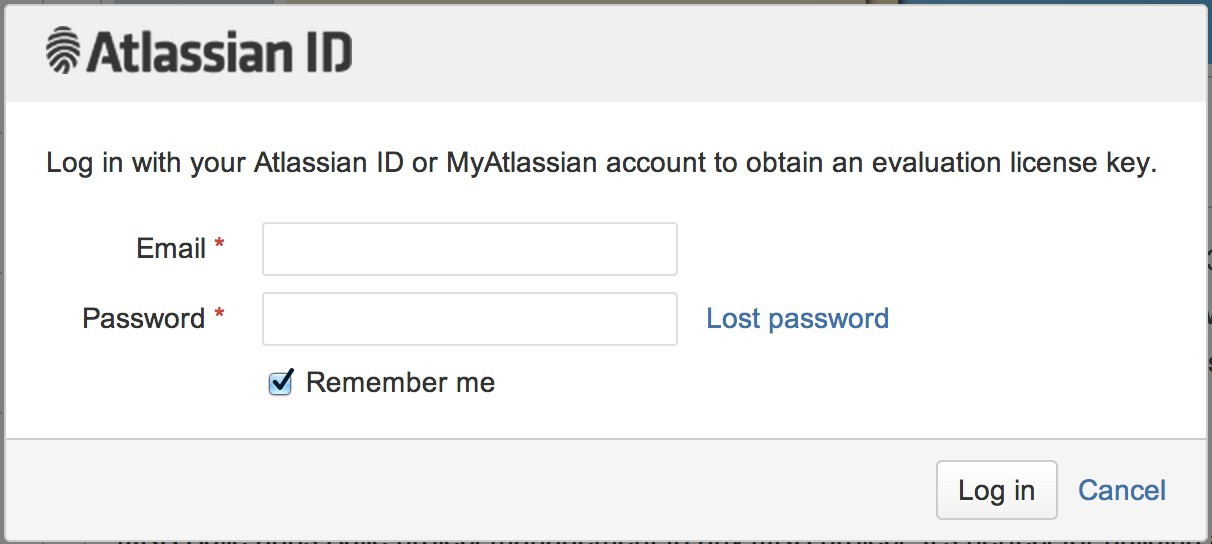 Atlassian ID
Log in with your Atlassian ID or MyAtlassian account to obtain an evaluation license key.
Email *
Password *
Lost password
Remember me
Log in
Cancel